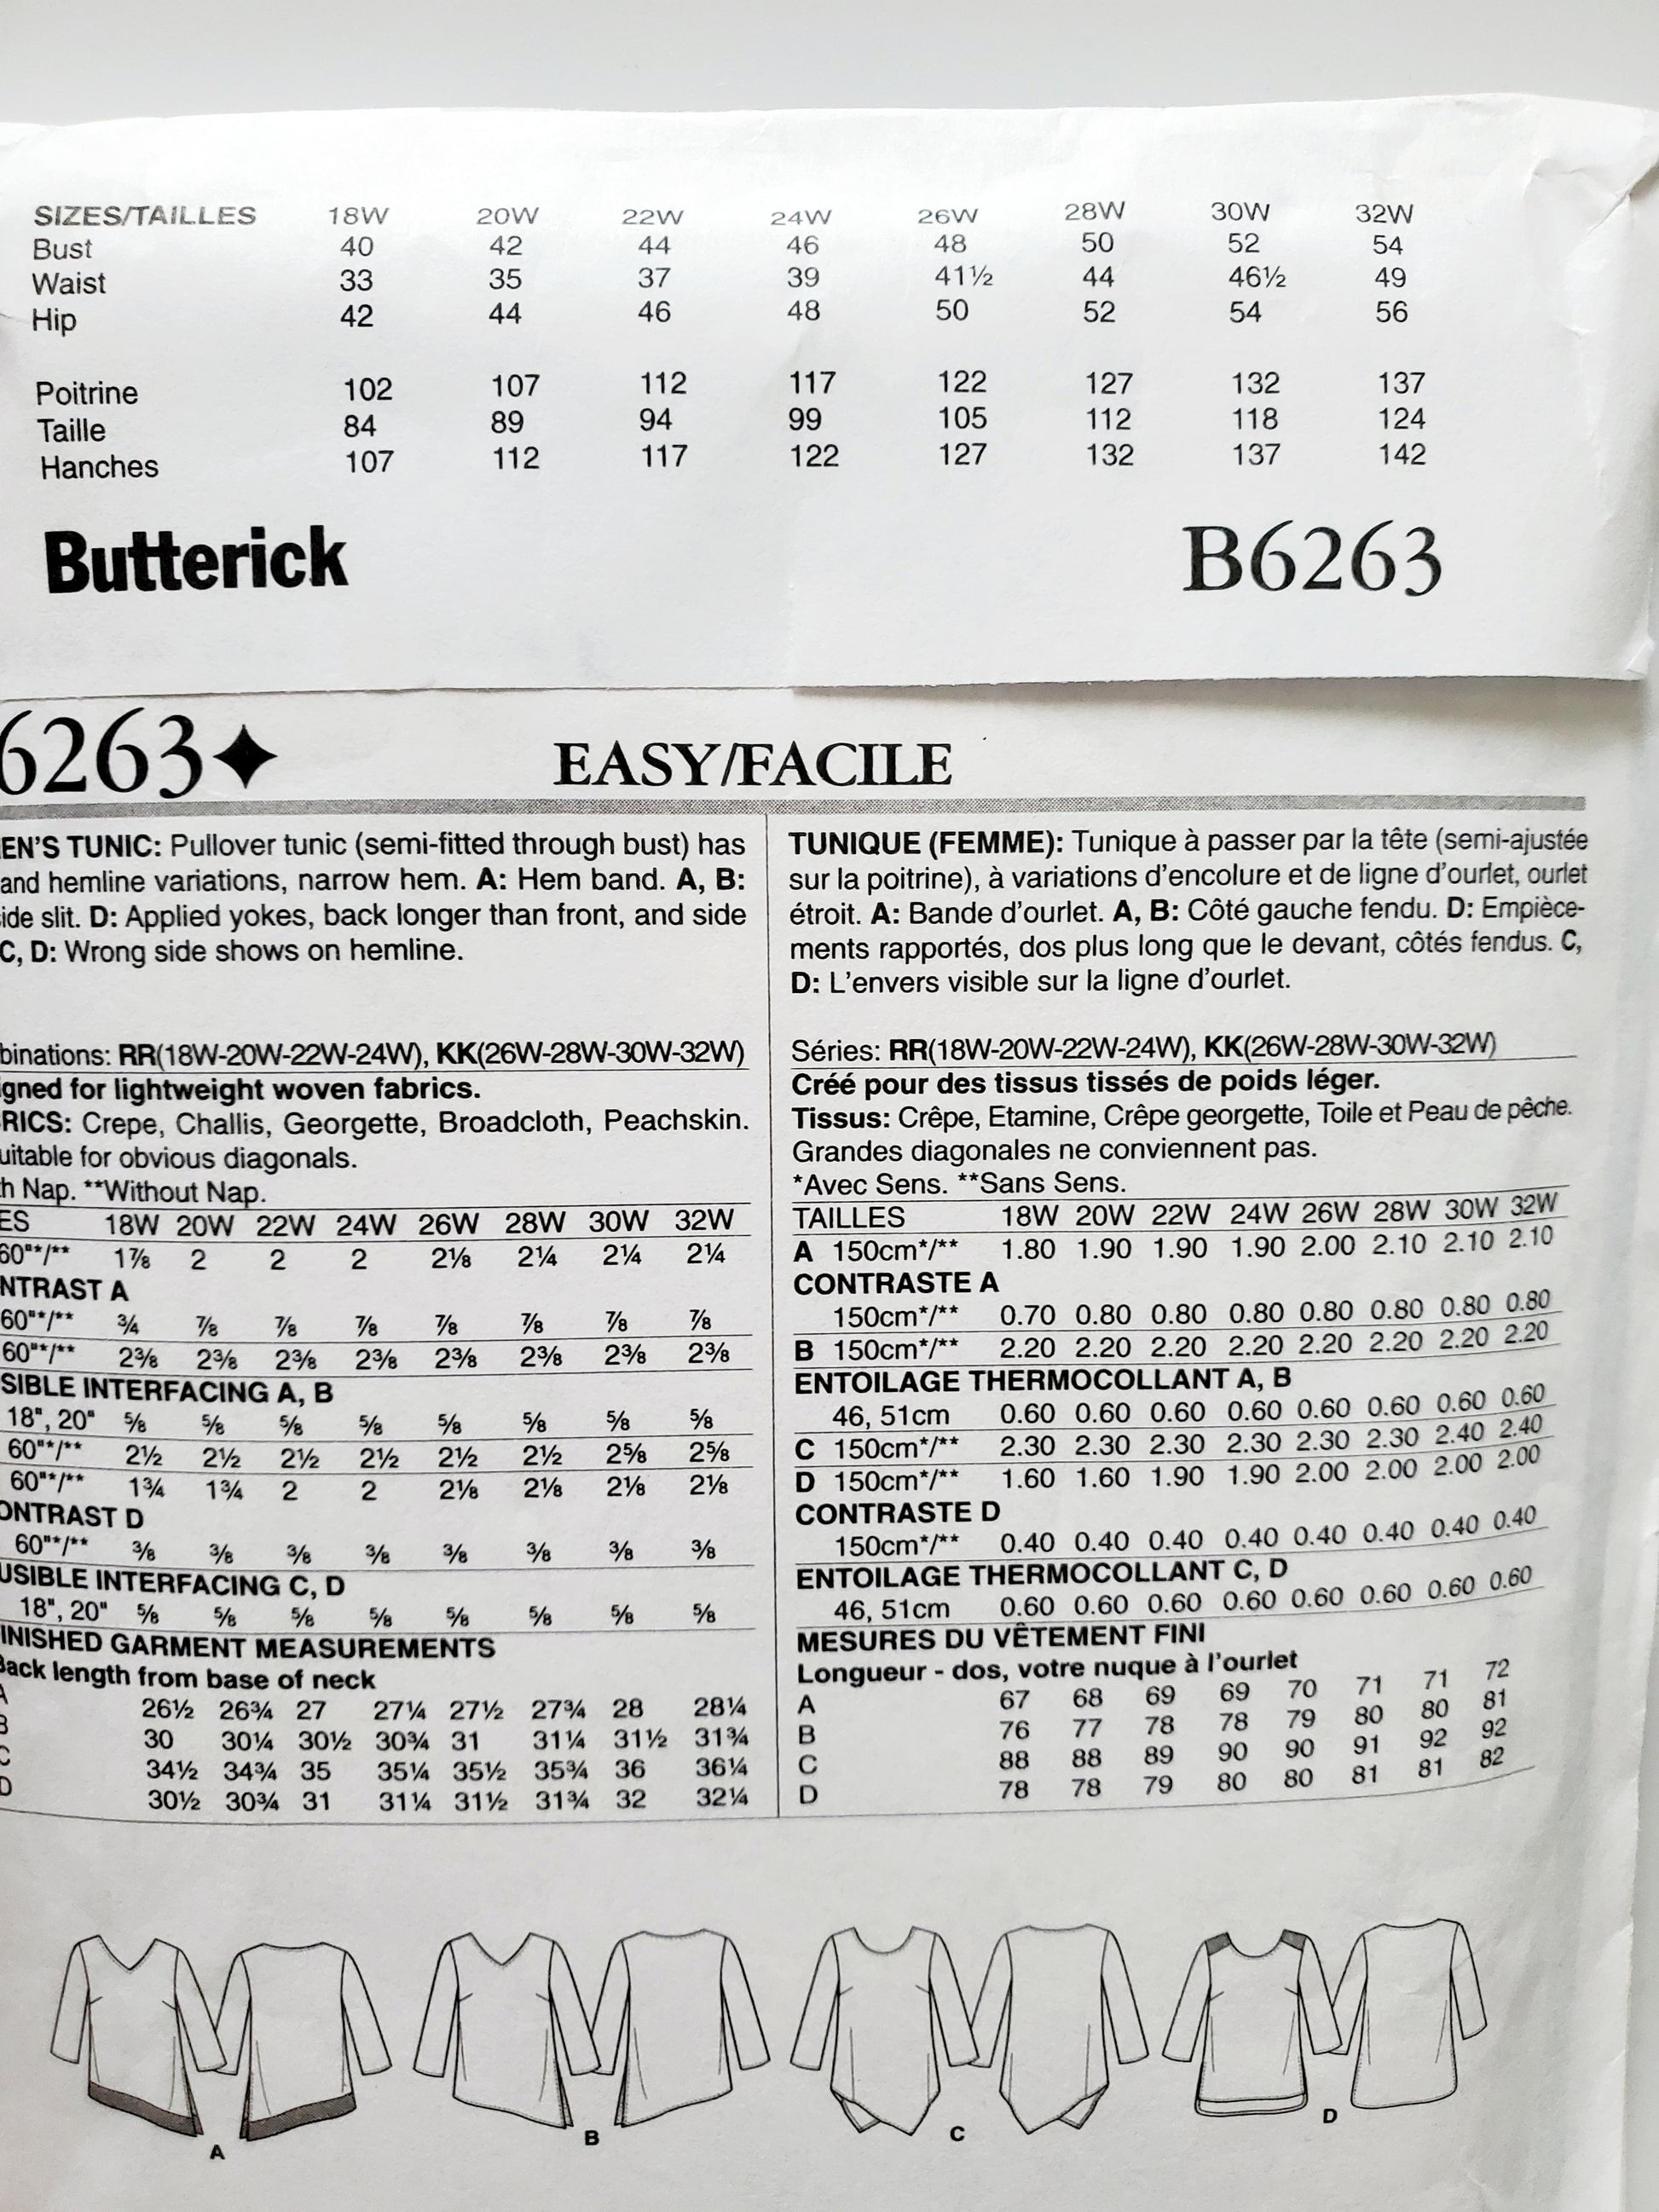 SIZES/TAILLES 18W 20W 22W 24W 26W 28W 30W 32W
Bust 40 42 44 46 48 50 52 54
Waist 33 35 37 39 41½ 44 46½ 49
Hip 42 44 46 48 50 52 54 56
Poitrine 102 107 112 117 122 127 132 137
Taille 84 89 94 99 105 112 118 124
Hanches 107 112 117 122 127 132 137 142
Butterick B6263
6263✦ EASY/FACILE
EN'S TUNIC: Pullover tunic (semi-fitted through bust) has
and hemline variations, narrow hem. A: Hem band. A, B:
ide slit. D: Applied yokes, back longer than front, and side
C, D: Wrong side shows on hemline.
binations: RR(18W-20W-22W-24W), KK(26W-28W-30W-32W)
gned for lightweight woven fabrics.
RICS: Crepe, Challis, Georgette, Broadcloth, Peachskin.
uitable for obvious diagonals.
h Nap. **Without Nap.
ES 18W 20W 22W 24W 26W 28W 30W 32W
60"*/** 1⅞ 2 2 2 2⅛ 2¼ 2¼ 2¼
NTRAST A
60"*/** ¾ ⅞ ⅞ ⅞ ⅞ ⅞ ⅞ ⅞
60"*/** 2⅜ 2⅜ 2⅜ 2⅜ 2⅜ 2⅜ 2⅜ 2⅜
SIBLE INTERFACING A, B
18", 20" ⅝ ⅝ ⅝ ⅝ ⅝ ⅝ ⅝ ⅝
60"*/** 2½ 2½ 2½ 2½ 2½ 2½ 2⅝ 2⅝
60"*/** 1¾ 1¾ 2 2 2⅛ 2⅛ 2⅛ 2⅛
ONTRAST D
60"*/** ⅜ ⅜ ⅜ ⅜ ⅜ ⅜ ⅜ ⅜
USIBLE INTERFACING C, D
18", 20" ⅝ ⅝ ⅝ ⅝ ⅝ ⅝ ⅝ ⅝
INISHED GARMENT MEASUREMENTS
Back length from base of neck
A 26½ 26¾ 27 27¼ 27½ 27¾ 28 28¼
B 30 30¼ 30½ 30¾ 31 31¼ 31½ 31¾
C 34½ 34¾ 35 35¼ 35½ 35¾ 36 36¼
D 30½ 30¾ 31 31¼ 31½ 31¾ 32 32¼
TUNIQUE (FEMME): Tunique à passer par la tête (semi-ajustée
sur la poitrine), à variations d'encolure et de ligne d'ourlet, ourlet
étroit. A: Bande d'ourlet. A, B: Côté gauche fendu. D: Empièce-
ments rapportés, dos plus long que le devant, côtés fendus. C,
D: L'envers visible sur la ligne d'ourlet.
Séries: RR(18W-20W-22W-24W), KK(26W-28W-30W-32W)
Créé pour des tissus tissés de poids léger.
Tissus: Crêpe, Etamine, Crêpe georgette, Toile et Peau de pêche.
Grandes diagonales ne conviennent pas.
*Avec Sens. **Sans Sens.
TAILLES 18W 20W 22W 24W 26W 28W 30W 32W
A 150cm*/** 1.80 1.90 1.90 1.90 2.00 2.10 2.10 2.10
CONTRASTE A
150cm*/** 0.70 0.80 0.80 0.80 0.80 0.80 0.80 0.80
B 150cm*/** 2.20 2.20 2.20 2.20 2.20 2.20 2.20 2.20
ENTOILAGE THERMOCOLLANT A, B
46, 51cm 0.60 0.60 0.60 0.60 0.60 0.60 0.60 0.60
C 150cm*/** 2.30 2.30 2.30 2.30 2.30 2.30 2.40 2.40
D 150cm*/** 1.60 1.60 1.90 1.90 2.00 2.00 2.00 2.00
CONTRASTE D
150cm*/** 0.40 0.40 0.40 0.40 0.40 0.40 0.40 0.40
ENTOILAGE THERMOCOLLANT C, D
46, 51cm 0.60 0.60 0.60 0.60 0.60 0.60 0.60 0.60
MESURES DU VÊTEMENT FINI
Longueur - dos, votre nuque à l'ourlet
A 67 68 69 69 70 71 71 72
B 76 77 78 78 79 80 80 81
C 88 88 89 90 90 91 92 92
D 78 78 79 80 80 81 81 82
A B C D